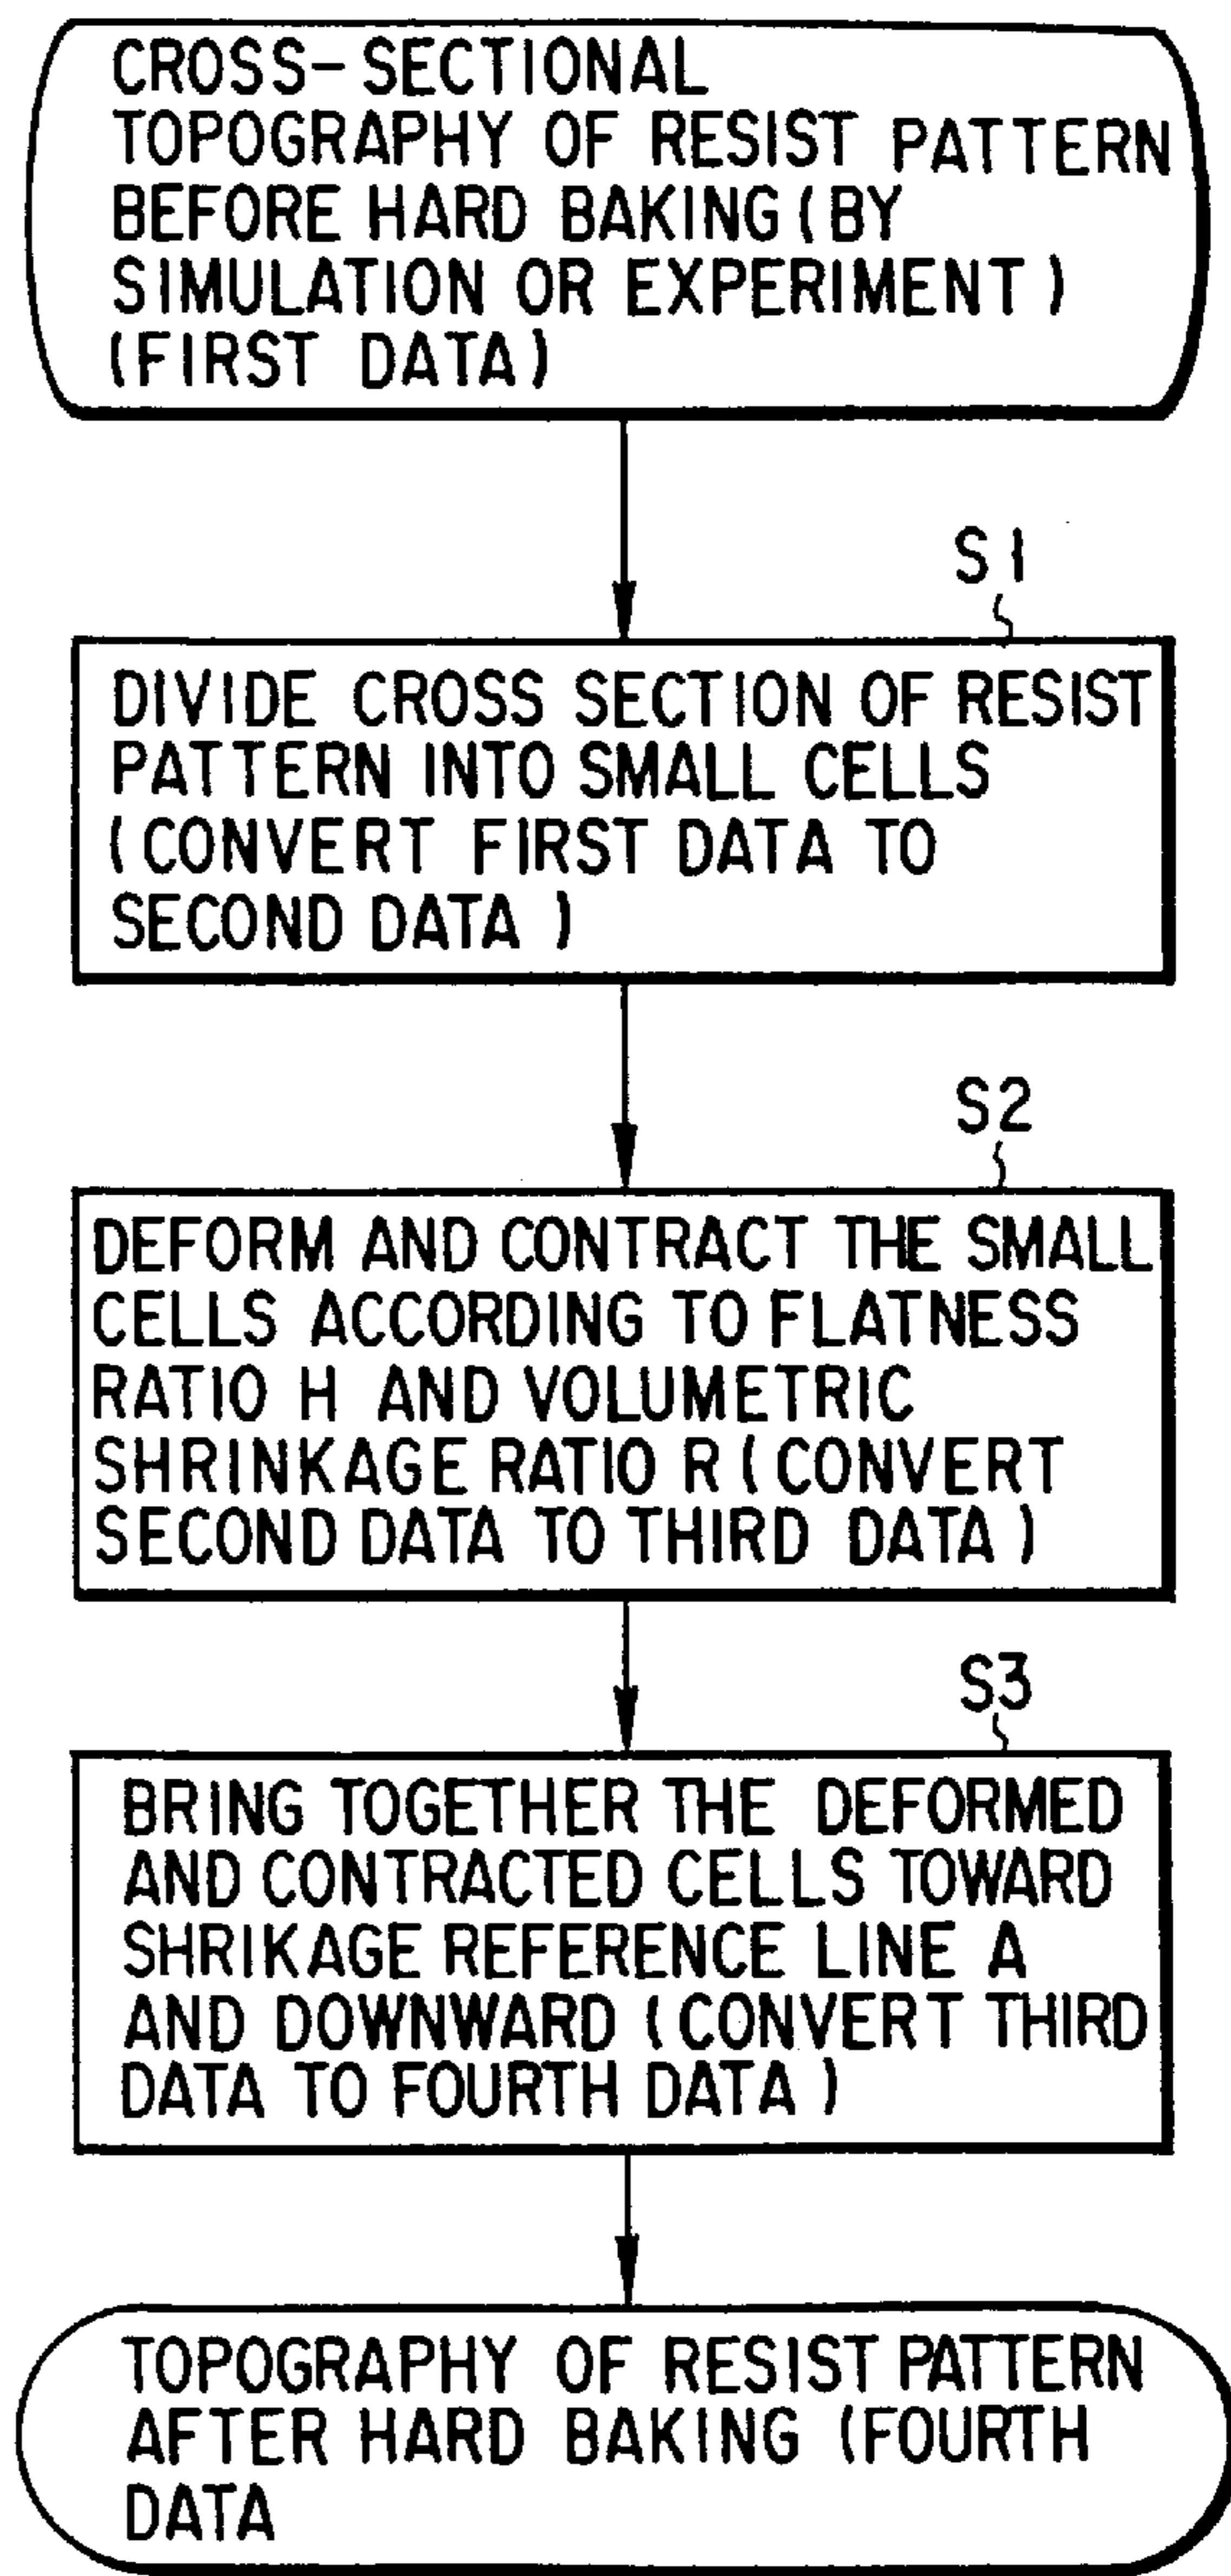 CROSS-SECTIONAL
TOPOGRAPHY OF RESIST PATTERN
BEFORE HARD BAKING (BY
SIMULATION OR EXPERIMENT)
(FIRST DATA)
S1
DIVIDE CROSS SECTION OF RESIST
PATTERN INTO SMALL CELLS
(CONVERT FIRST DATA TO
SECOND DATA)
S2
DEFORM AND CONTRACT THE SMALL
CELLS ACCORDING TO FLATNESS
RATIO H AND VOLUMETRIC
SHRINKAGE RATIO R (CONVERT
SECOND DATA TO THIRD DATA)
S3
BRING TOGETHER THE DEFORMED
AND CONTRACTED CELLS TOWARD
SHRIKAGE REFERENCE LINE A
AND DOWNWARD (CONVERT THIRD
DATA TO FOURTH DATA)
TOPOGRAPHY OF RESIST PATTERN
AFTER HARD BAKING (FOURTH
DATA